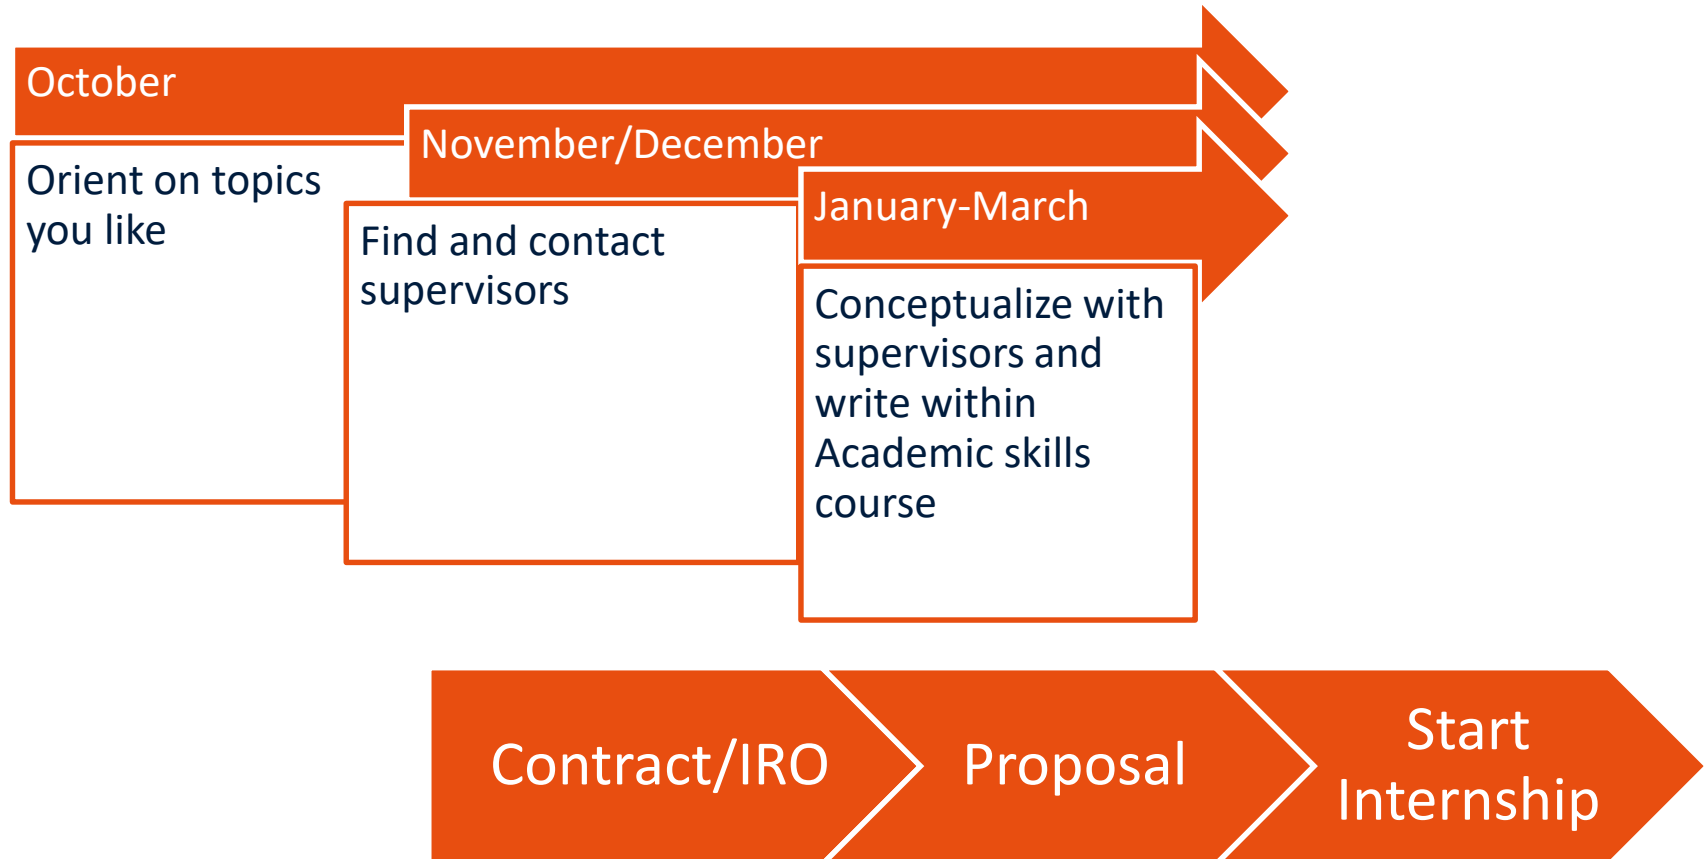 October
Orient on topics
you like
November/December
Find and contact
supervisors
January-March
Conceptualize with
supervisors and
write within
Academic skills
course
Contract/IRO
Proposal
Start
Internship